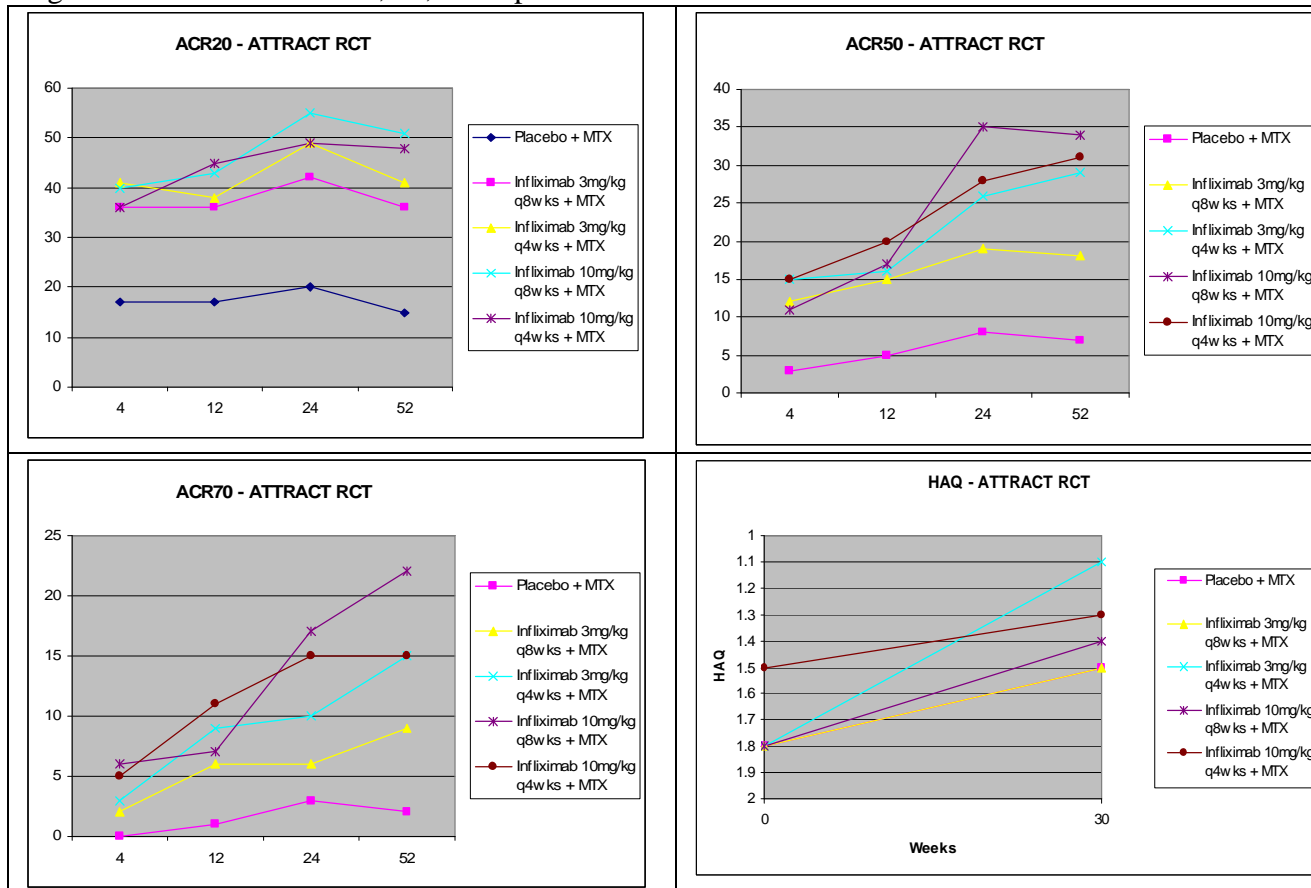 ACR20 - ATTRACT RCT
60
50
40
30
20
10
0
4 12 24 52
Placebo + MTX
Infliximab 3mg/kg
q8wks + MTX
Infliximab 3mg/kg
q4wks + MTX
Infliximab 10mg/kg
q8wks + MTX
Infliximab 10mg/kg
q4wks + MTX
ACR50 - ATTRACT RCT
40
35
30
25
20
15
10
5
0
4 12 24 52
Placebo + MTX
Infliximab 3mg/kg
q8wks + MTX
Infliximab 3mg/kg
q4wks + MTX
Infliximab 10mg/kg
q8wks + MTX
Infliximab 10mg/kg
q4wks + MTX
ACR70 - ATTRACT RCT
25
20
15
10
5
0
4 12 24 52
Placebo + MTX
Infliximab 3mg/kg
q8wks + MTX
Infliximab 3mg/kg
q4wks + MTX
Infliximab 10mg/kg
q8wks + MTX
Infliximab 10mg/kg
q4wks + MTX
HAQ - ATTRACT RCT
HAQ
1
1.1
1.2
1.3
1.4
1.5
1.6
1.7
1.8
1.9
2
0 30
Weeks
Placebo + MTX
Infliximab 3mg/kg
q8wks + MTX
Infliximab 3mg/kg
q4wks + MTX
Infliximab 10mg/kg
q8wks + MTX
Infliximab 10mg/kg
q4wks + MTX